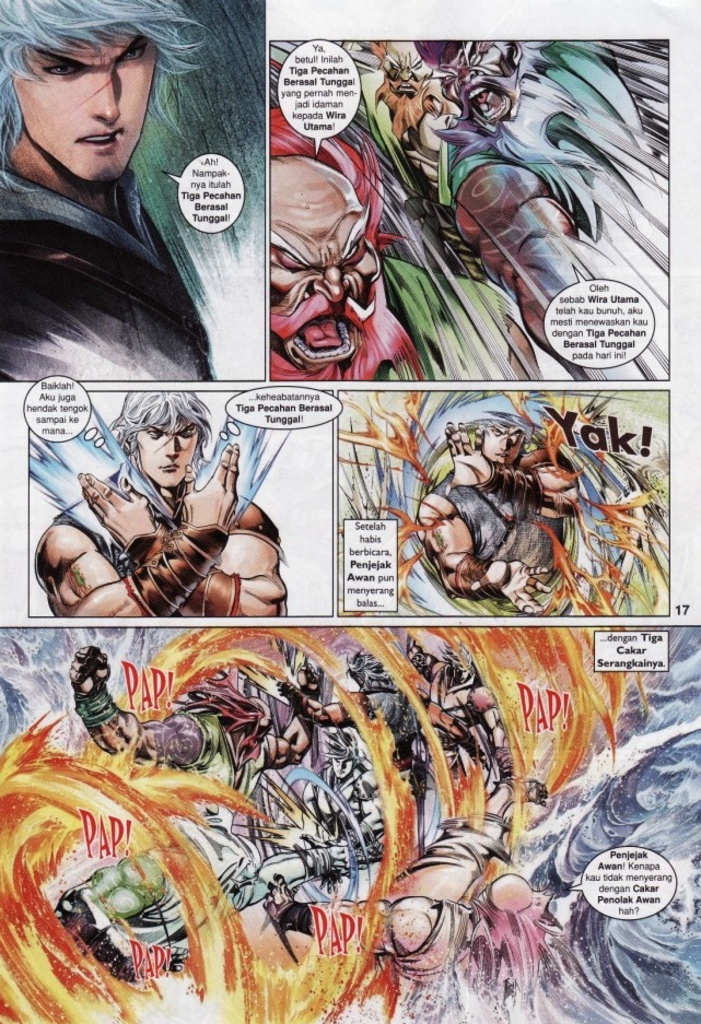 Ah!
Nampak-
nya itulah
Tiga Pecahan
Berasal
Tunggal!
Ya,
betul! Inilah
Tiga Pecahan
Berasal Tunggal
yang pernah men-
jadi idaman
kepada Wira
Utama!
Oleh
sebab Wira Utama
telah kau bunuh, aku
mesti menewaskan kau
dengan Tiga Pecahan
Berasal Tunggal
pada hari ini!
Baiklah!
Aku juga
hendak tengok
sampai ke
mana...
...keheabatannya
Tiga Pecahan Berasal
Tunggal!
Yak!
Setelah
habis
berbicara,
Penjejak
Awan pun
menyerang
balas...
17
...dengan Tiga
Cakar
Serangkainya.
PAP!
PAP!
PAP!
PAP!
PAP!
Penjejak
Awan! Kenapa
kau tidak menyerang
dengan Cakar
Penolak Awan
hah?